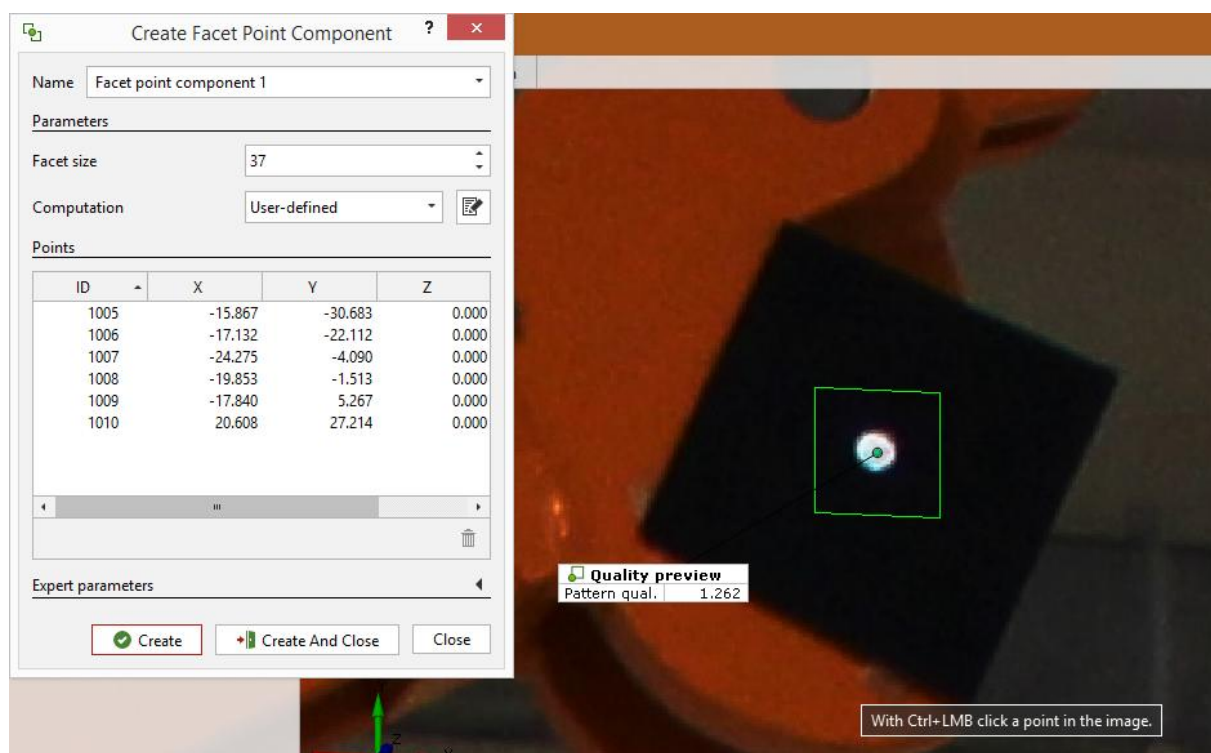 Create Facet Point Component ? ×
Name Facet point component 1
Parameters
Facet size 37
Computation User-defined
Points
ID X Y Z
1005 -15.867 -30.683 0.000
1006 -17.132 -22.112 0.000
1007 -24.275 -4.090 0.000
1008 -19.853 -1.513 0.000
1009 -17.840 5.267 0.000
1010 20.608 27.214 0.000
Expert parameters
Create Create And Close Close
Quality preview
Pattern qual. 1.262
With Ctrl+LMB click a point in the image.
Z